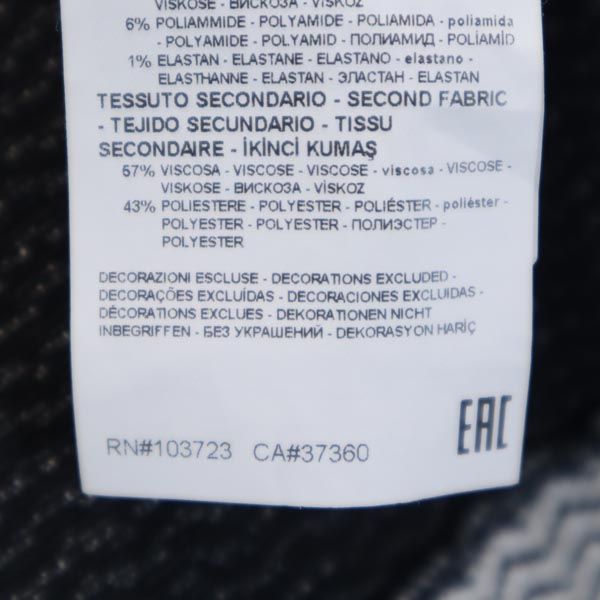 VISKOSE - ВИСКОЗА - VİSKOZ
6% POLIAMMIDE - POLYAMIDE - POLIAMIDA - poliamida
- POLYAMIDE - POLYAMID - ПОЛИАМИД - POLİAMİD
1% ELASTAN - ELASTANE - ELASTANO - elastano -
ELASTHANNE - ELASTAN - ЭЛАСТАН - ELASTAN
TESSUTO SECONDARIO - SECOND FABRIC
- TEJIDO SECUNDARIO - TISSU
SECONDAIRE - İKİNCİ KUMAŞ
57% VISCOSA - VISCOSE - VISCOSE - viscosa - VISCOSE -
VISKOSE - ВИСКОЗА - VİSKOZ
43% POLIESTERE - POLYESTER - POLIÉSTER - poliéster -
POLYESTER - POLYESTER - ПОЛИЭСТЕР -
POLYESTER
DECORAZIONI ESCLUSE - DECORATIONS EXCLUDED -
DECORAÇÕES EXCLUÍDAS - DECORACIONES EXCLUIDAS -
DÉCORATIONS EXCLUES - DEKORATIONEN NICHT
INBEGRIFFEN - БЕЗ УКРАШЕНИЙ - DEKORASYON HARİÇ
RN#103723 CA#37360
EAC